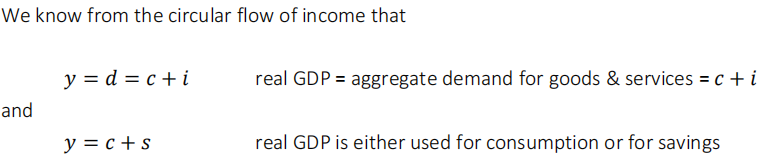 We know from the circular flow of income that
y = d = c + i real GDP = aggregate demand for goods & services = c + i
and
y = c + s real GDP is either used for consumption or for savings